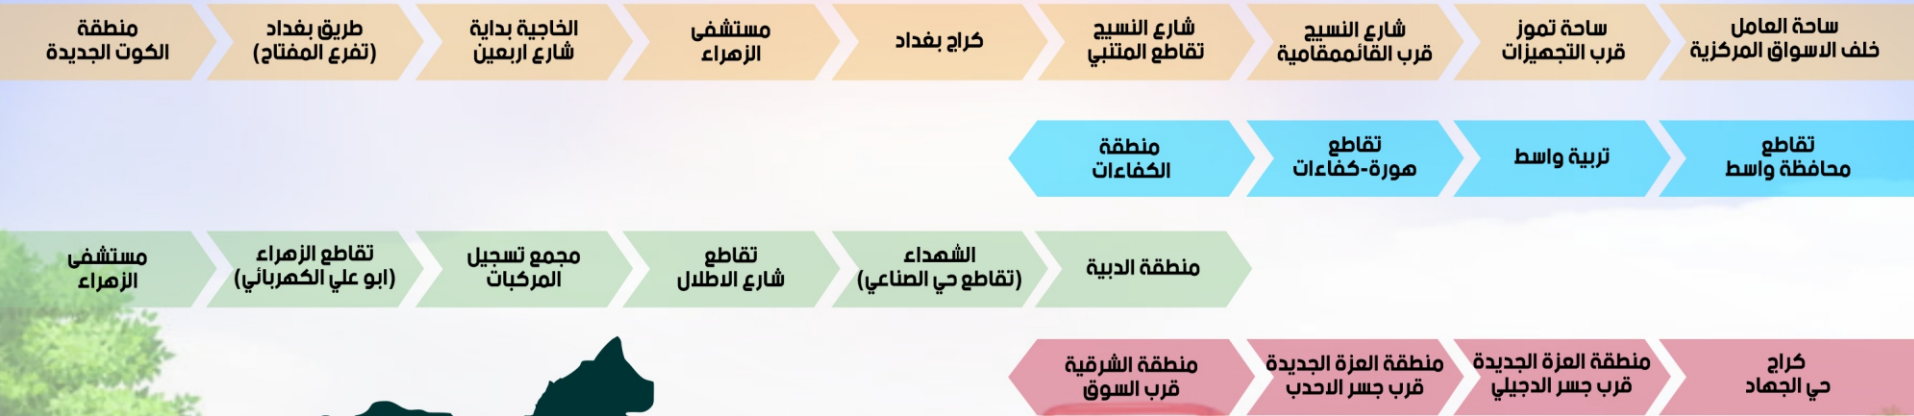 ساحة العامل
خلف الاسواق المركزية
ساحة تموز
قرب التجهيزات
شارع النسيج
قرب القائممقامية
شارع النسيج
تقاطع المتنبي
كراج بغداد
مستشفى
الزهراء
الخاجية بداية
شارع اربعين
طريق بغداد
(تفرع المفتاح)
منطقة
الكوت الجديدة
تقاطع
محافظة واسط
تربية واسط
تقاطع
هورة-كفاءات
منطقة
الكفاءات
منطقة الدبية
الشهداء
(تقاطع حي الصناعي)
تقاطع
شارع الاطلال
مجمع تسجيل
المركبات
تقاطع الزهراء
(ابو علي الكهربائي)
مستشفى
الزهراء
كراج
حي الجهاد
منطقة العزة الجديدة
قرب جسر الدجيلي
منطقة العزة الجديدة
قرب جسر الاحدب
منطقة الشرقية
قرب السوق